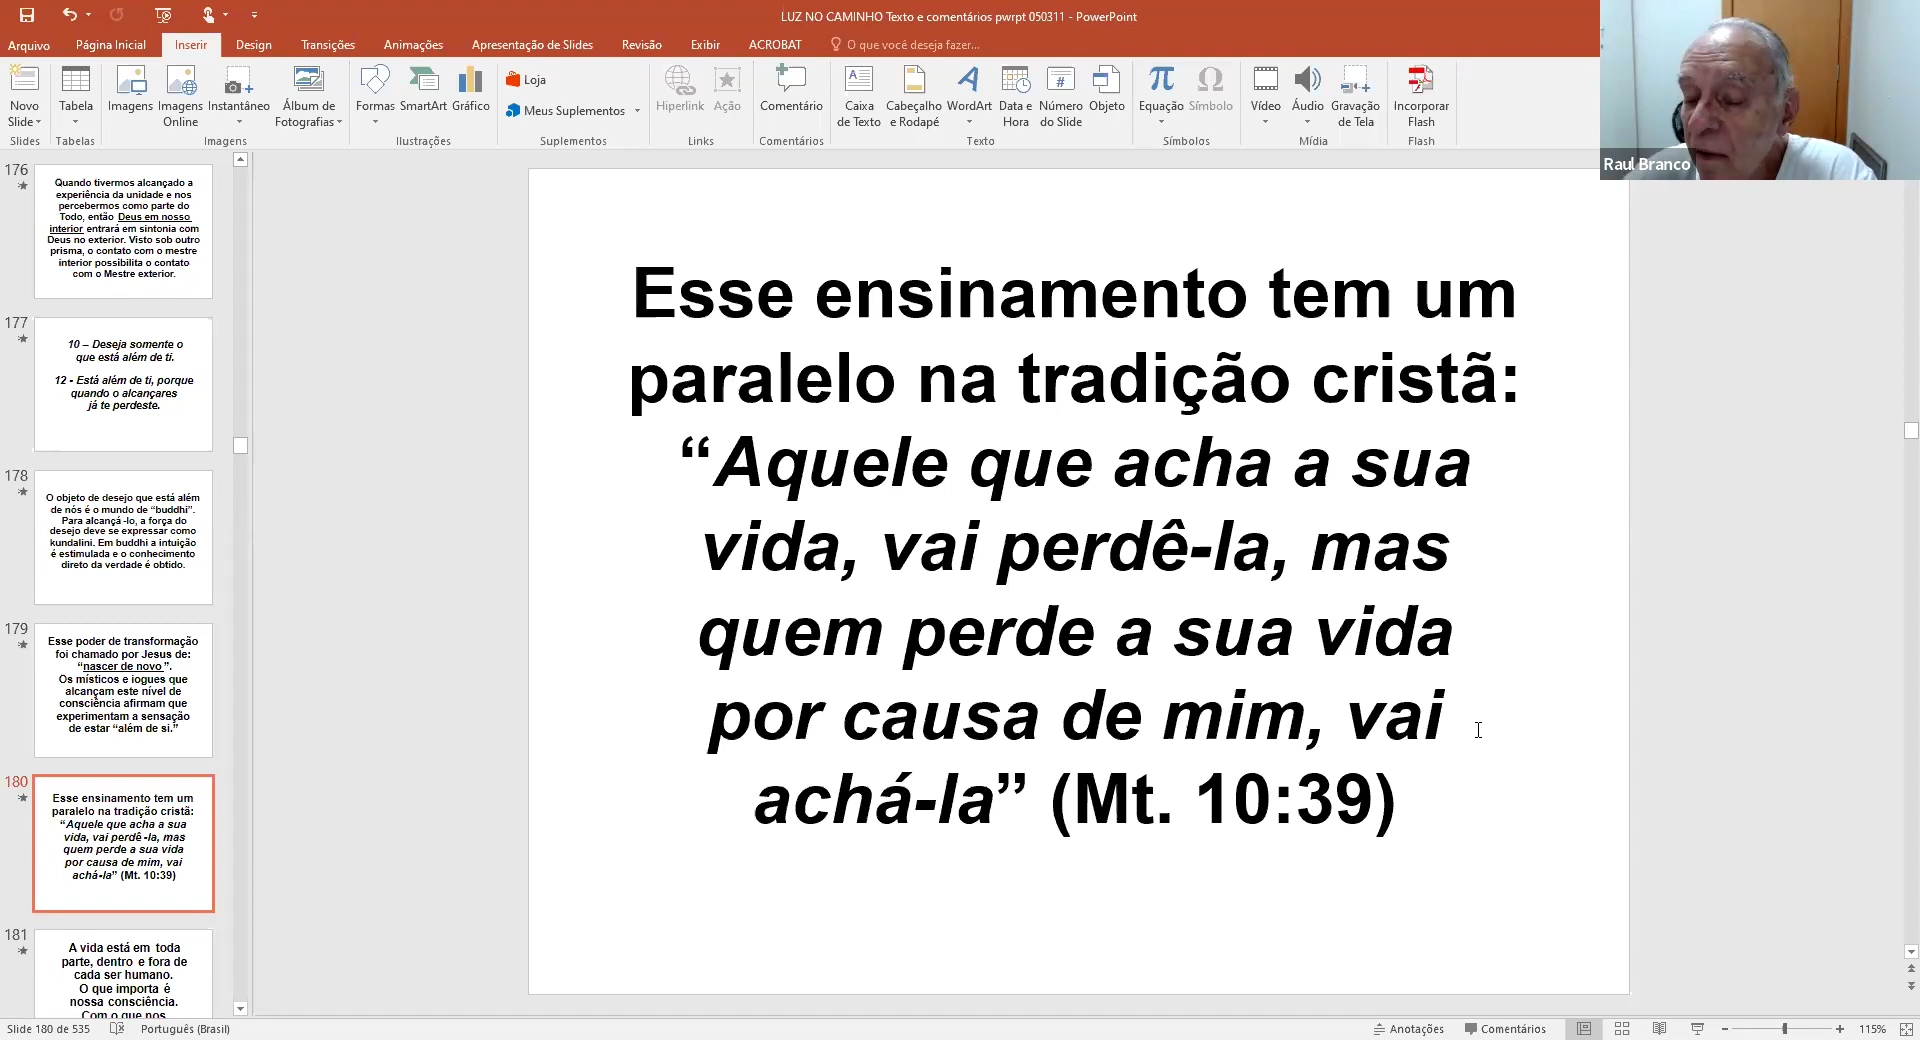 LUZ NO CAMINHO Texto e comentários pwrpt 050311 - PowerPoint
Arquivo Página Inicial Inserir Design Transições Animações Apresentação de Slides Revisão Exibir ACROBAT O que você deseja fazer...
Novo Slide
Tabela
Imagens
Imagens Online
Instantâneo
Álbum de Fotografias
Formas
SmartArt
Gráfico
Loja
Meus Suplementos
Hiperlink
Ação
Comentário
Caixa de Texto
Cabeçalho e Rodapé
WordArt
Data e Hora
Número do Slide
Objeto
Equação
Símbolo
Vídeo
Áudio
Gravação de Tela
Incorporar Flash
Slides Tabelas Imagens Ilustrações Suplementos Links Comentários Texto Símbolos Mídia Flash
Raul Branco
176
Quando tivermos alcançado a
experiência da unidade e nos
percebermos como parte do
Todo, então Deus em nosso
interior entrará em sintonia com
Deus no exterior. Visto sob outro
prisma, o contato com o mestre
interior possibilita o contato
com o Mestre exterior.
177
10 – Deseja somente o
que está além de ti.
12 - Está além de ti, porque
quando o alcançares
já te perdeste.
178
O objeto de desejo que está além
de nós é o mundo de “buddhi”.
Para alcançá -lo, a força do
desejo deve se expressar como
kundalini. Em buddhi a intuição
é estimulada e o conhecimento
direto da verdade é obtido.
179
Esse poder de transformação
foi chamado por Jesus de:
“nascer de novo ”.
Os místicos e iogues que
alcançam este nível de
consciência afirmam que
experimentam a sensação
de estar “além de si.”
180
Esse ensinamento tem um
paralelo na tradição cristã:
“Aquele que acha a sua
vida, vai perdê -la, mas
quem perde a sua vida
por causa de mim, vai
achá-la” (Mt. 10:39)
181
A vida está em toda
parte, dentro e fora de
cada ser humano.
O que importa é
nossa consciência.
Com o que nos
Esse ensinamento tem um
paralelo na tradição cristã:
“Aquele que acha a sua
vida, vai perdê-la, mas
quem perde a sua vida
por causa de mim, vai
achá-la” (Mt. 10:39)
Slide 180 de 535 Português (Brasil) Anotações Comentários 115%